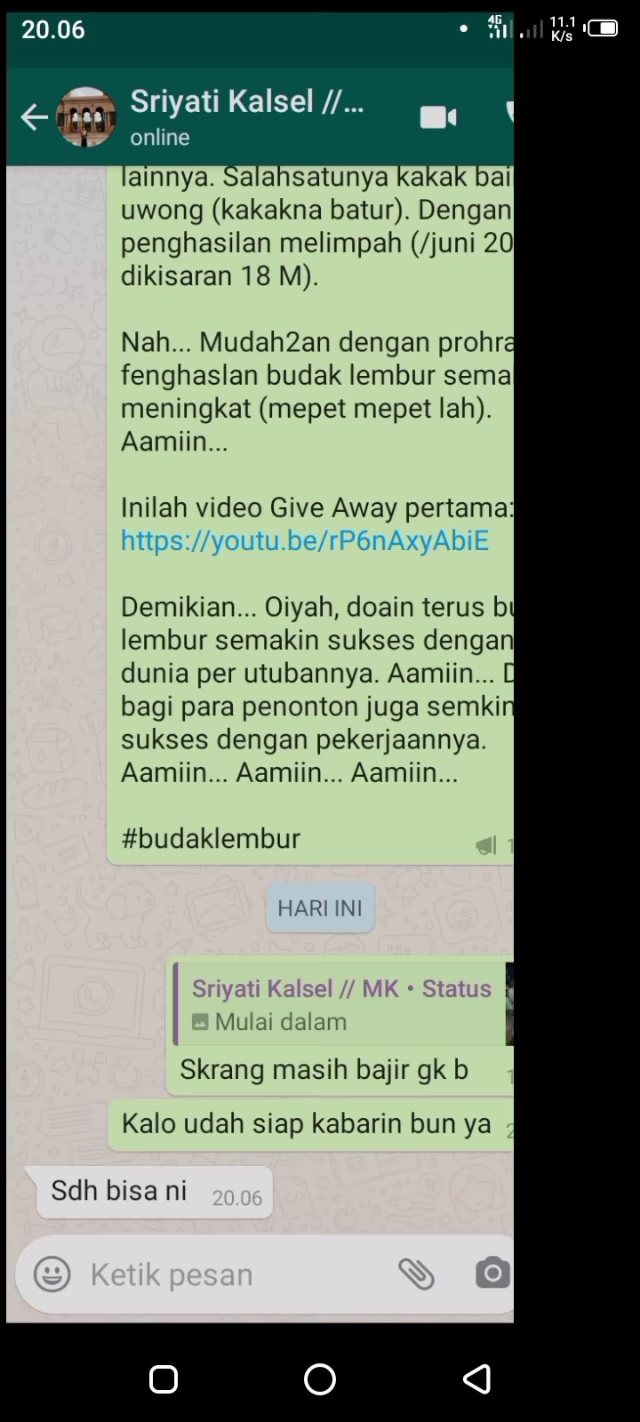 20.06
4G
11.1
K/s
Sriyati Kalsel //...
online
lainnya. Salahsatunya kakak bai
uwong (kakakna batur). Dengan
penghasilan melimpah (/juni 20
dikisaran 18 M).
Nah... Mudah2an dengan prohra
fenghaslan budak lembur sema
meningkat (mepet mepet lah).
Aamiin...
Inilah video Give Away pertama:
https://youtu.be/rP6nAxyAbiE
Demikian... Oiyah, doain terus bu
lembur semakin sukses dengan
dunia per utubannya. Aamiin... D
bagi para penonton juga semkin
sukses dengan pekerjaannya.
Aamiin... Aamiin... Aamiin...
#budaklembur
1
HARI INI
Sriyati Kalsel // MK • Status
Mulai dalam
Skrang masih bajir gk b
1
Kalo udah siap kabarin bun ya
2
Sdh bisa ni
20.06
Ketik pesan